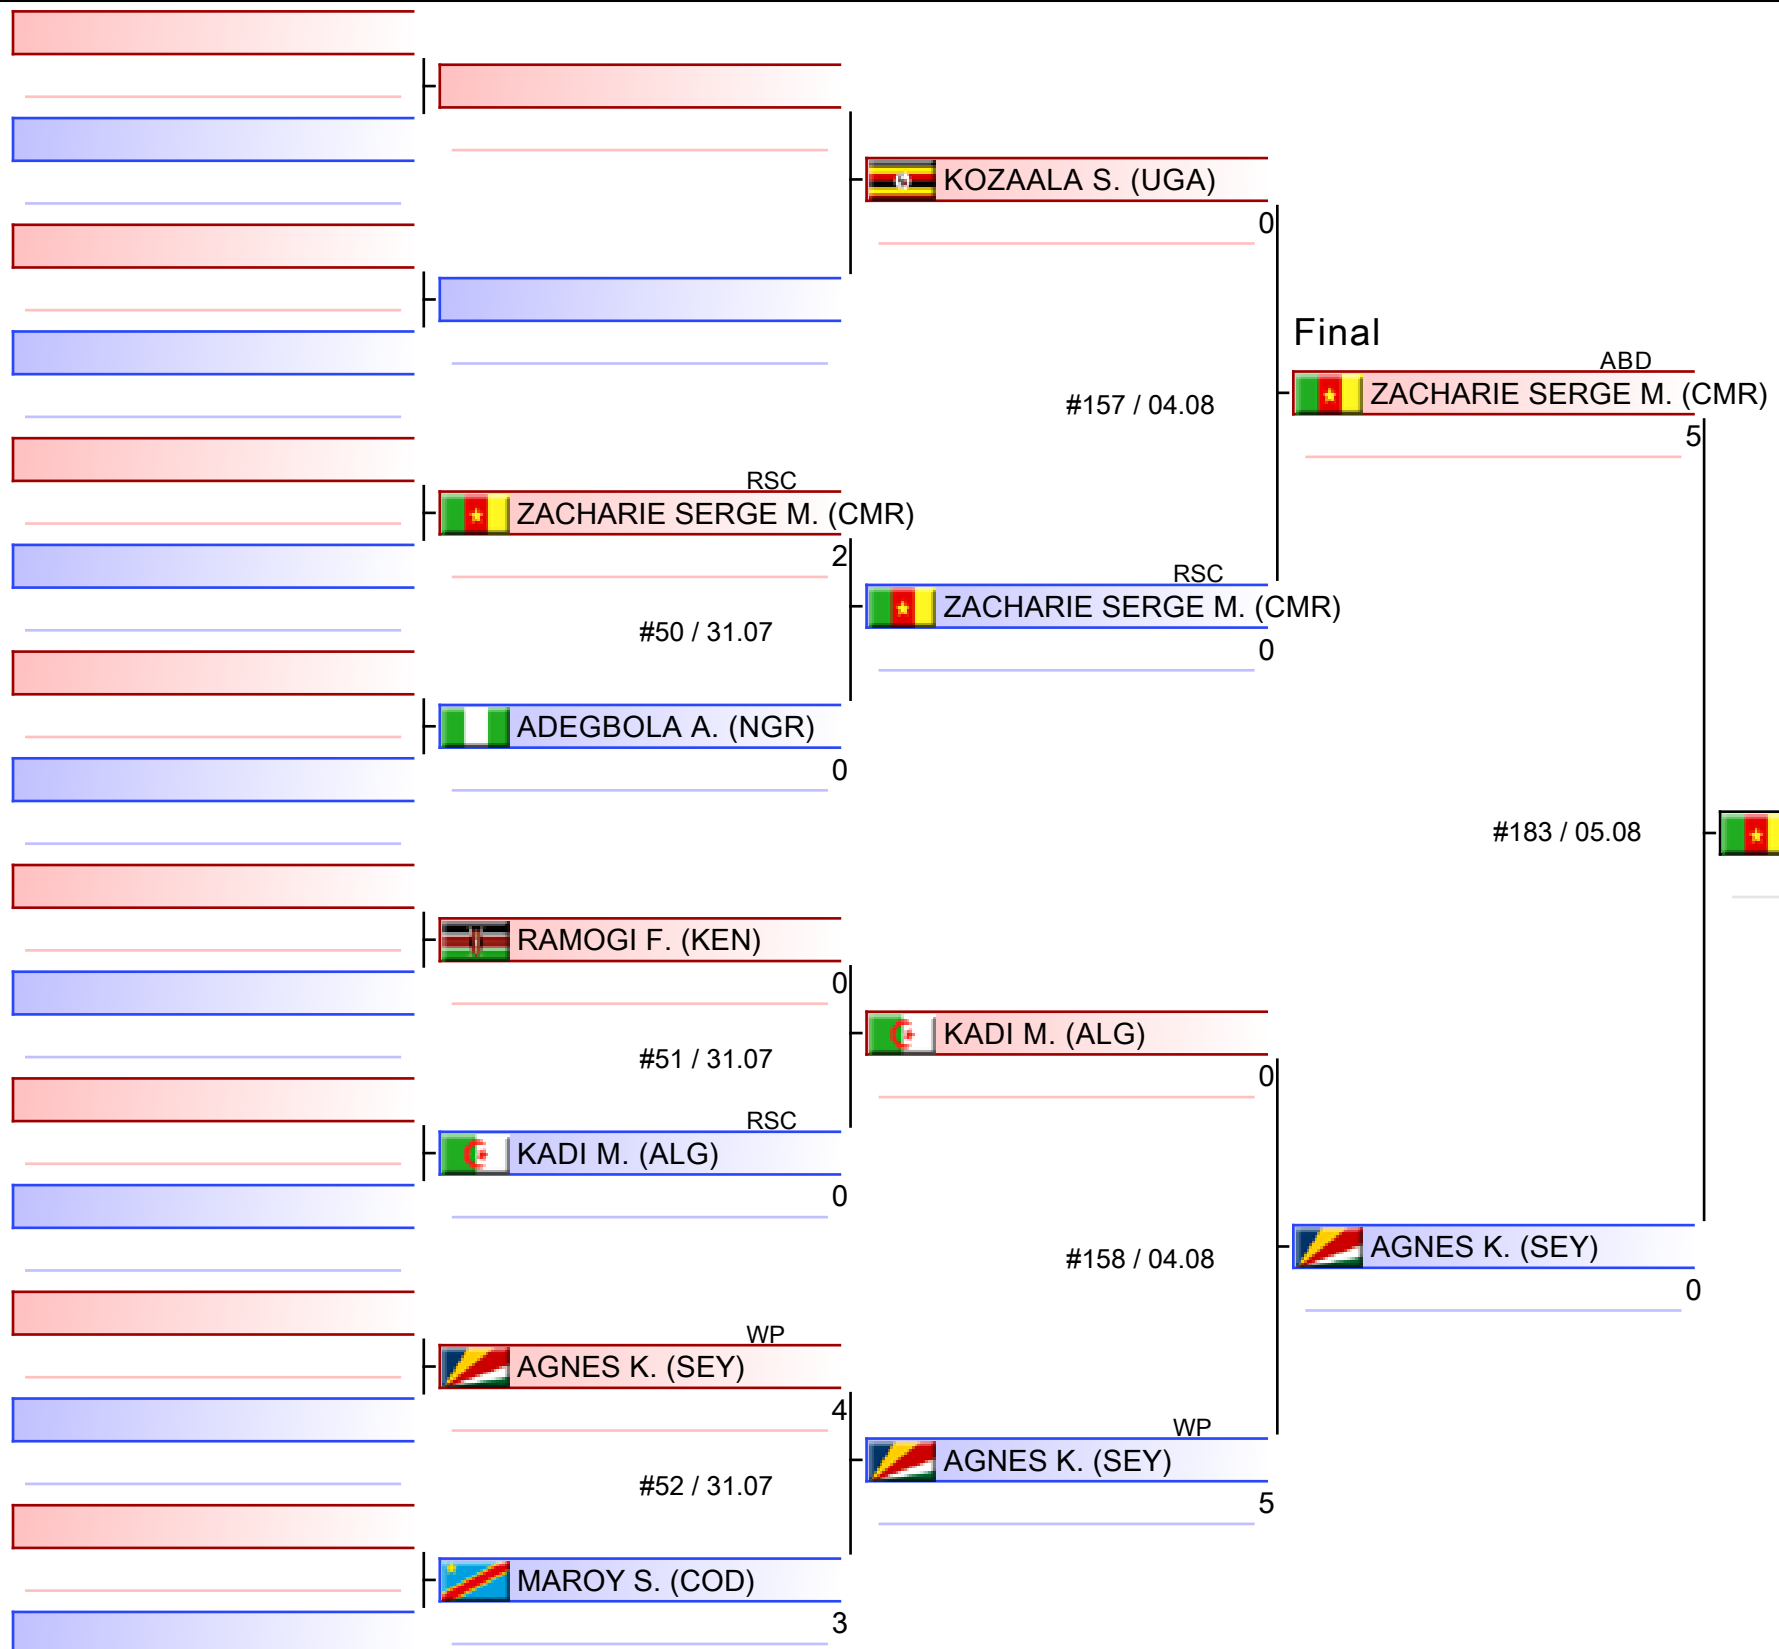 KOZAALA S. (UGA)
0
Final
ABD
ZACHARIE SERGE M. (CMR)
#157 / 04.08
5
RSC
ZACHARIE SERGE M. (CMR)
2
RSC
ZACHARIE SERGE M. (CMR)
#50 / 31.07
0
ADEGBOLA A. (NGR)
0
#183 / 05.08
RAMOGI F. (KEN)
0
KADI M. (ALG)
#51 / 31.07
0
RSC
KADI M. (ALG)
0
AGNES K. (SEY)
#158 / 04.08
0
WP
AGNES K. (SEY)
4
WP
AGNES K. (SEY)
#52 / 31.07
5
MAROY S. (COD)
3